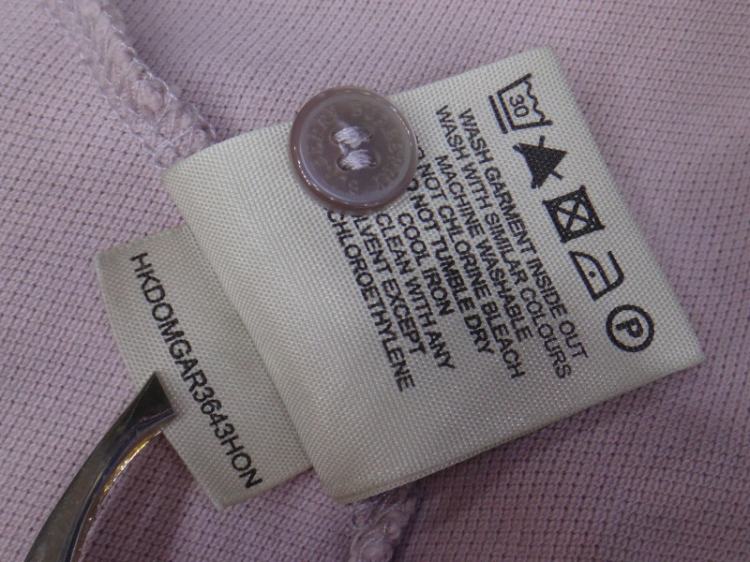 30
WASH GARMENT INSIDE OUT
WASH WITH SIMILAR COLOURS
MACHINE WASHABLE
NOT CHLORINE BLEACH
NOT TUMBLE DRY
COOL IRON
CLEAN WITH ANY
LVENT EXCEPT
CHLOROETHYLENE
P
HKDOMGAR3643HON